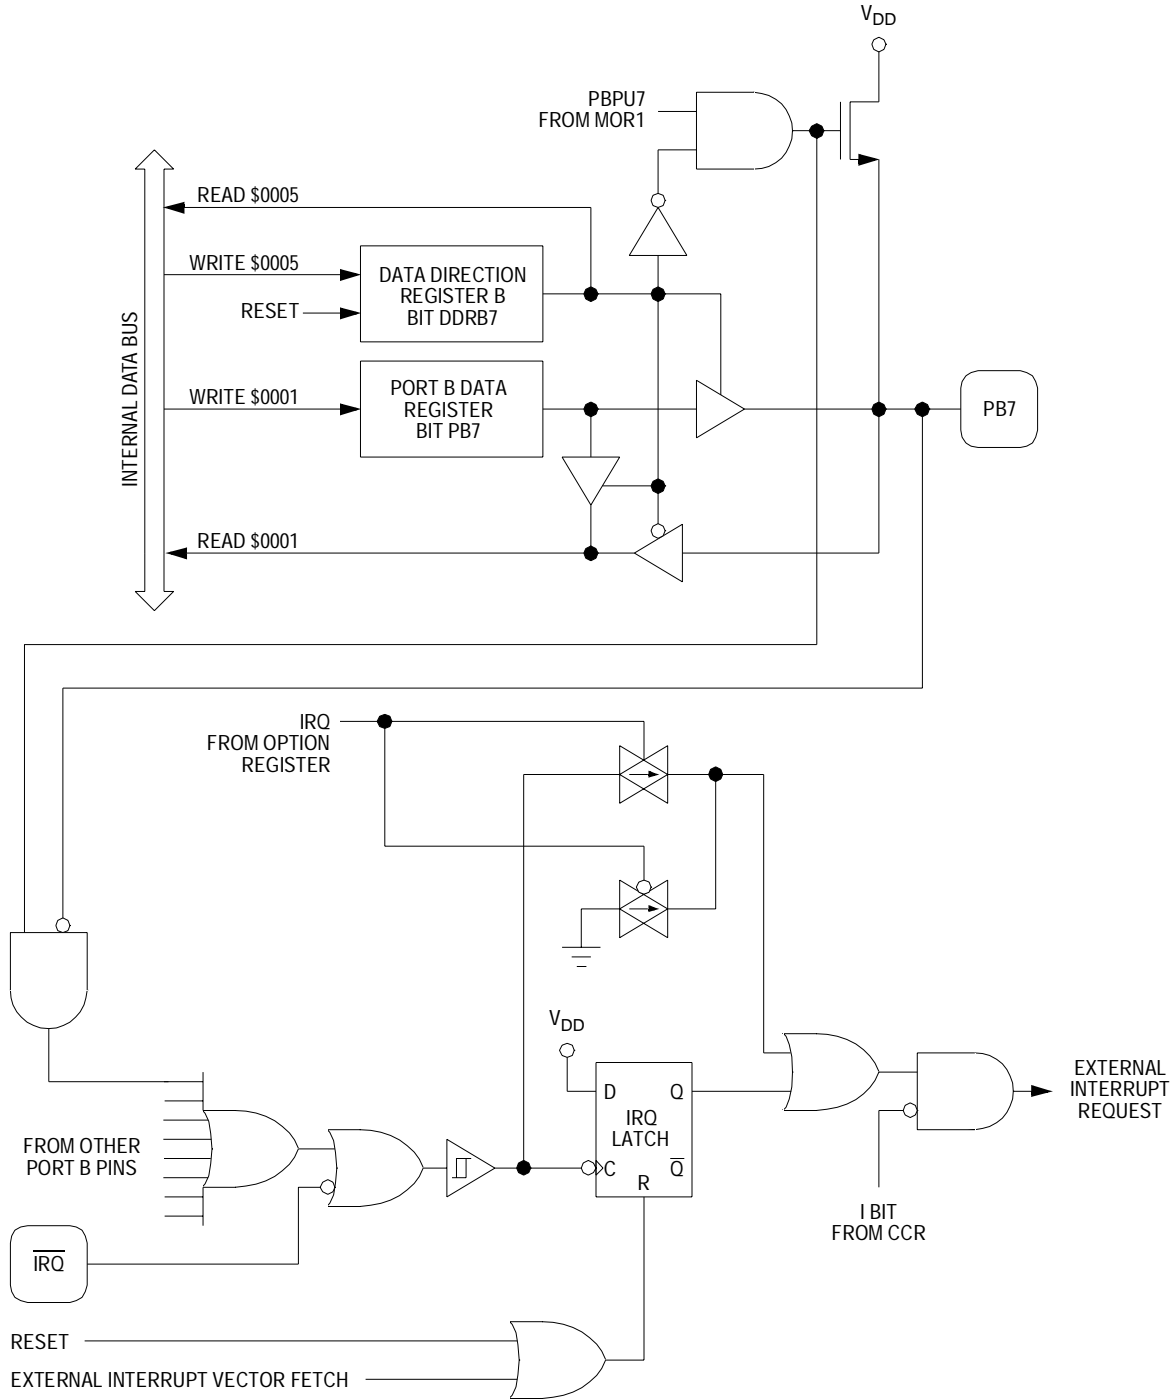 VDD
PBPU7
FROM MOR1
READ $0005
WRITE $0005
DATA DIRECTION
REGISTER B
BIT DDRB7
RESET
INTERNAL DATA BUS
WRITE $0001
PORT B DATA
REGISTER
BIT PB7
PB7
READ $0001
IRQ
FROM OPTION
REGISTER
VDD
D
Q
IRQ
LATCH
C
Q
R
EXTERNAL
INTERRUPT
REQUEST
FROM OTHER
PORT B PINS
I BIT
FROM CCR
IRQ
RESET
EXTERNAL INTERRUPT VECTOR FETCH